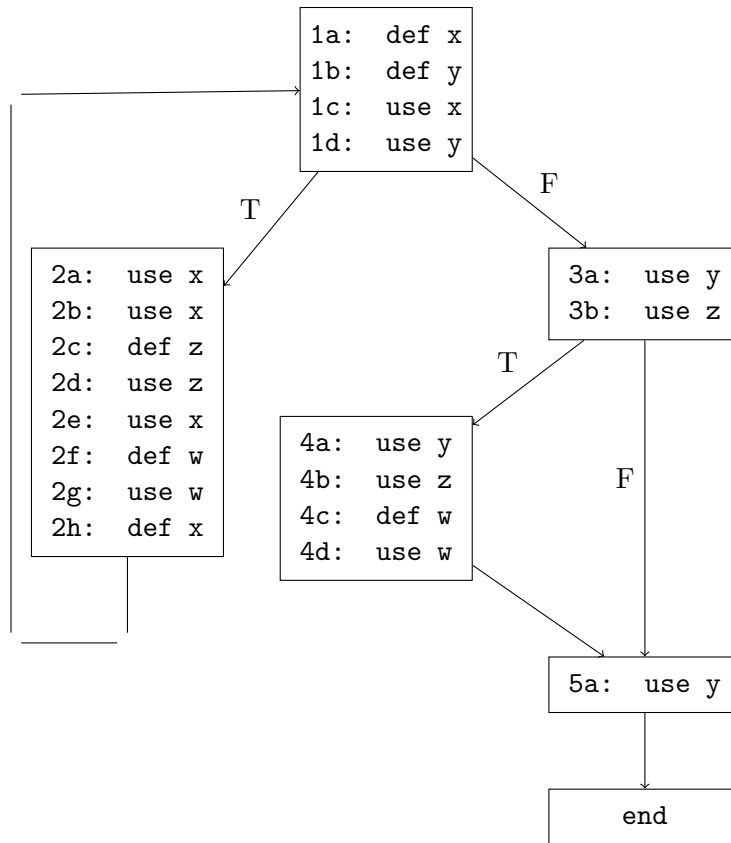 1a: def x
1b: def y
1c: use x
1d: use y
T
F
2a: use x
2b: use x
2c: def z
2d: use z
2e: use x
2f: def w
2g: use w
2h: def x
3a: use y
3b: use z
T
F
4a: use y
4b: use z
4c: def w
4d: use w
5a: use y
end